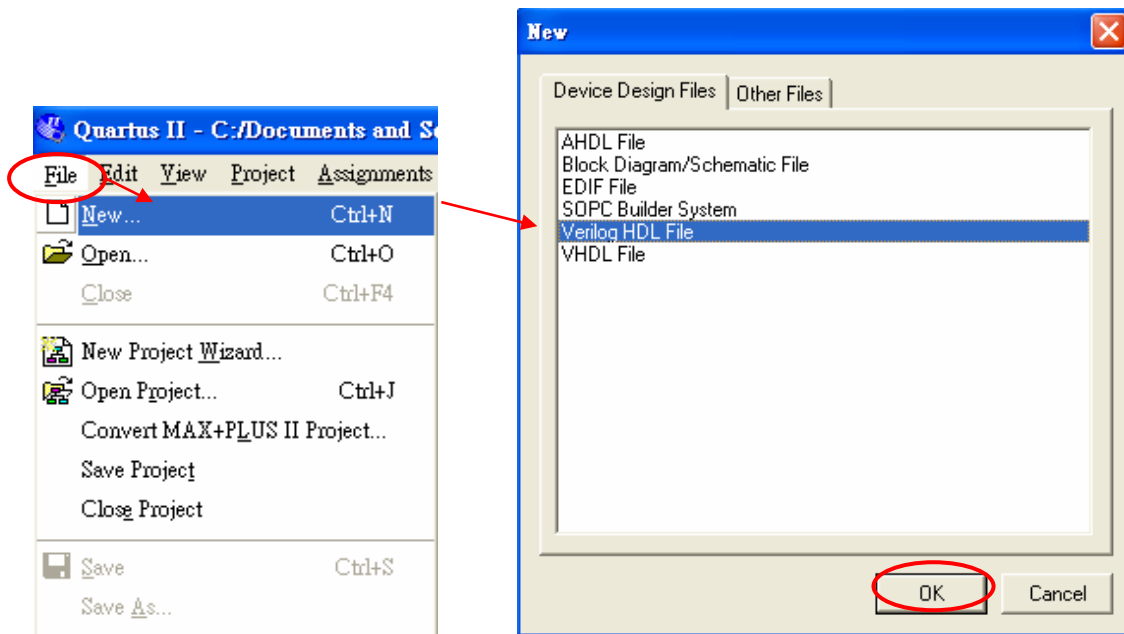 Quartus II - C:/Documents and S
File Edit View Project Assignments
New... Ctrl+N
Open... Ctrl+O
Close Ctrl+F4
New Project Wizard...
Open Project... Ctrl+J
Convert MAX+PLUS II Project...
Save Project
Close Project
Save Ctrl+S
Save As...
New
Device Design Files Other Files
AHDL File
Block Diagram/Schematic File
EDIF File
SOPC Builder System
Verilog HDL File
VHDL File
OK Cancel